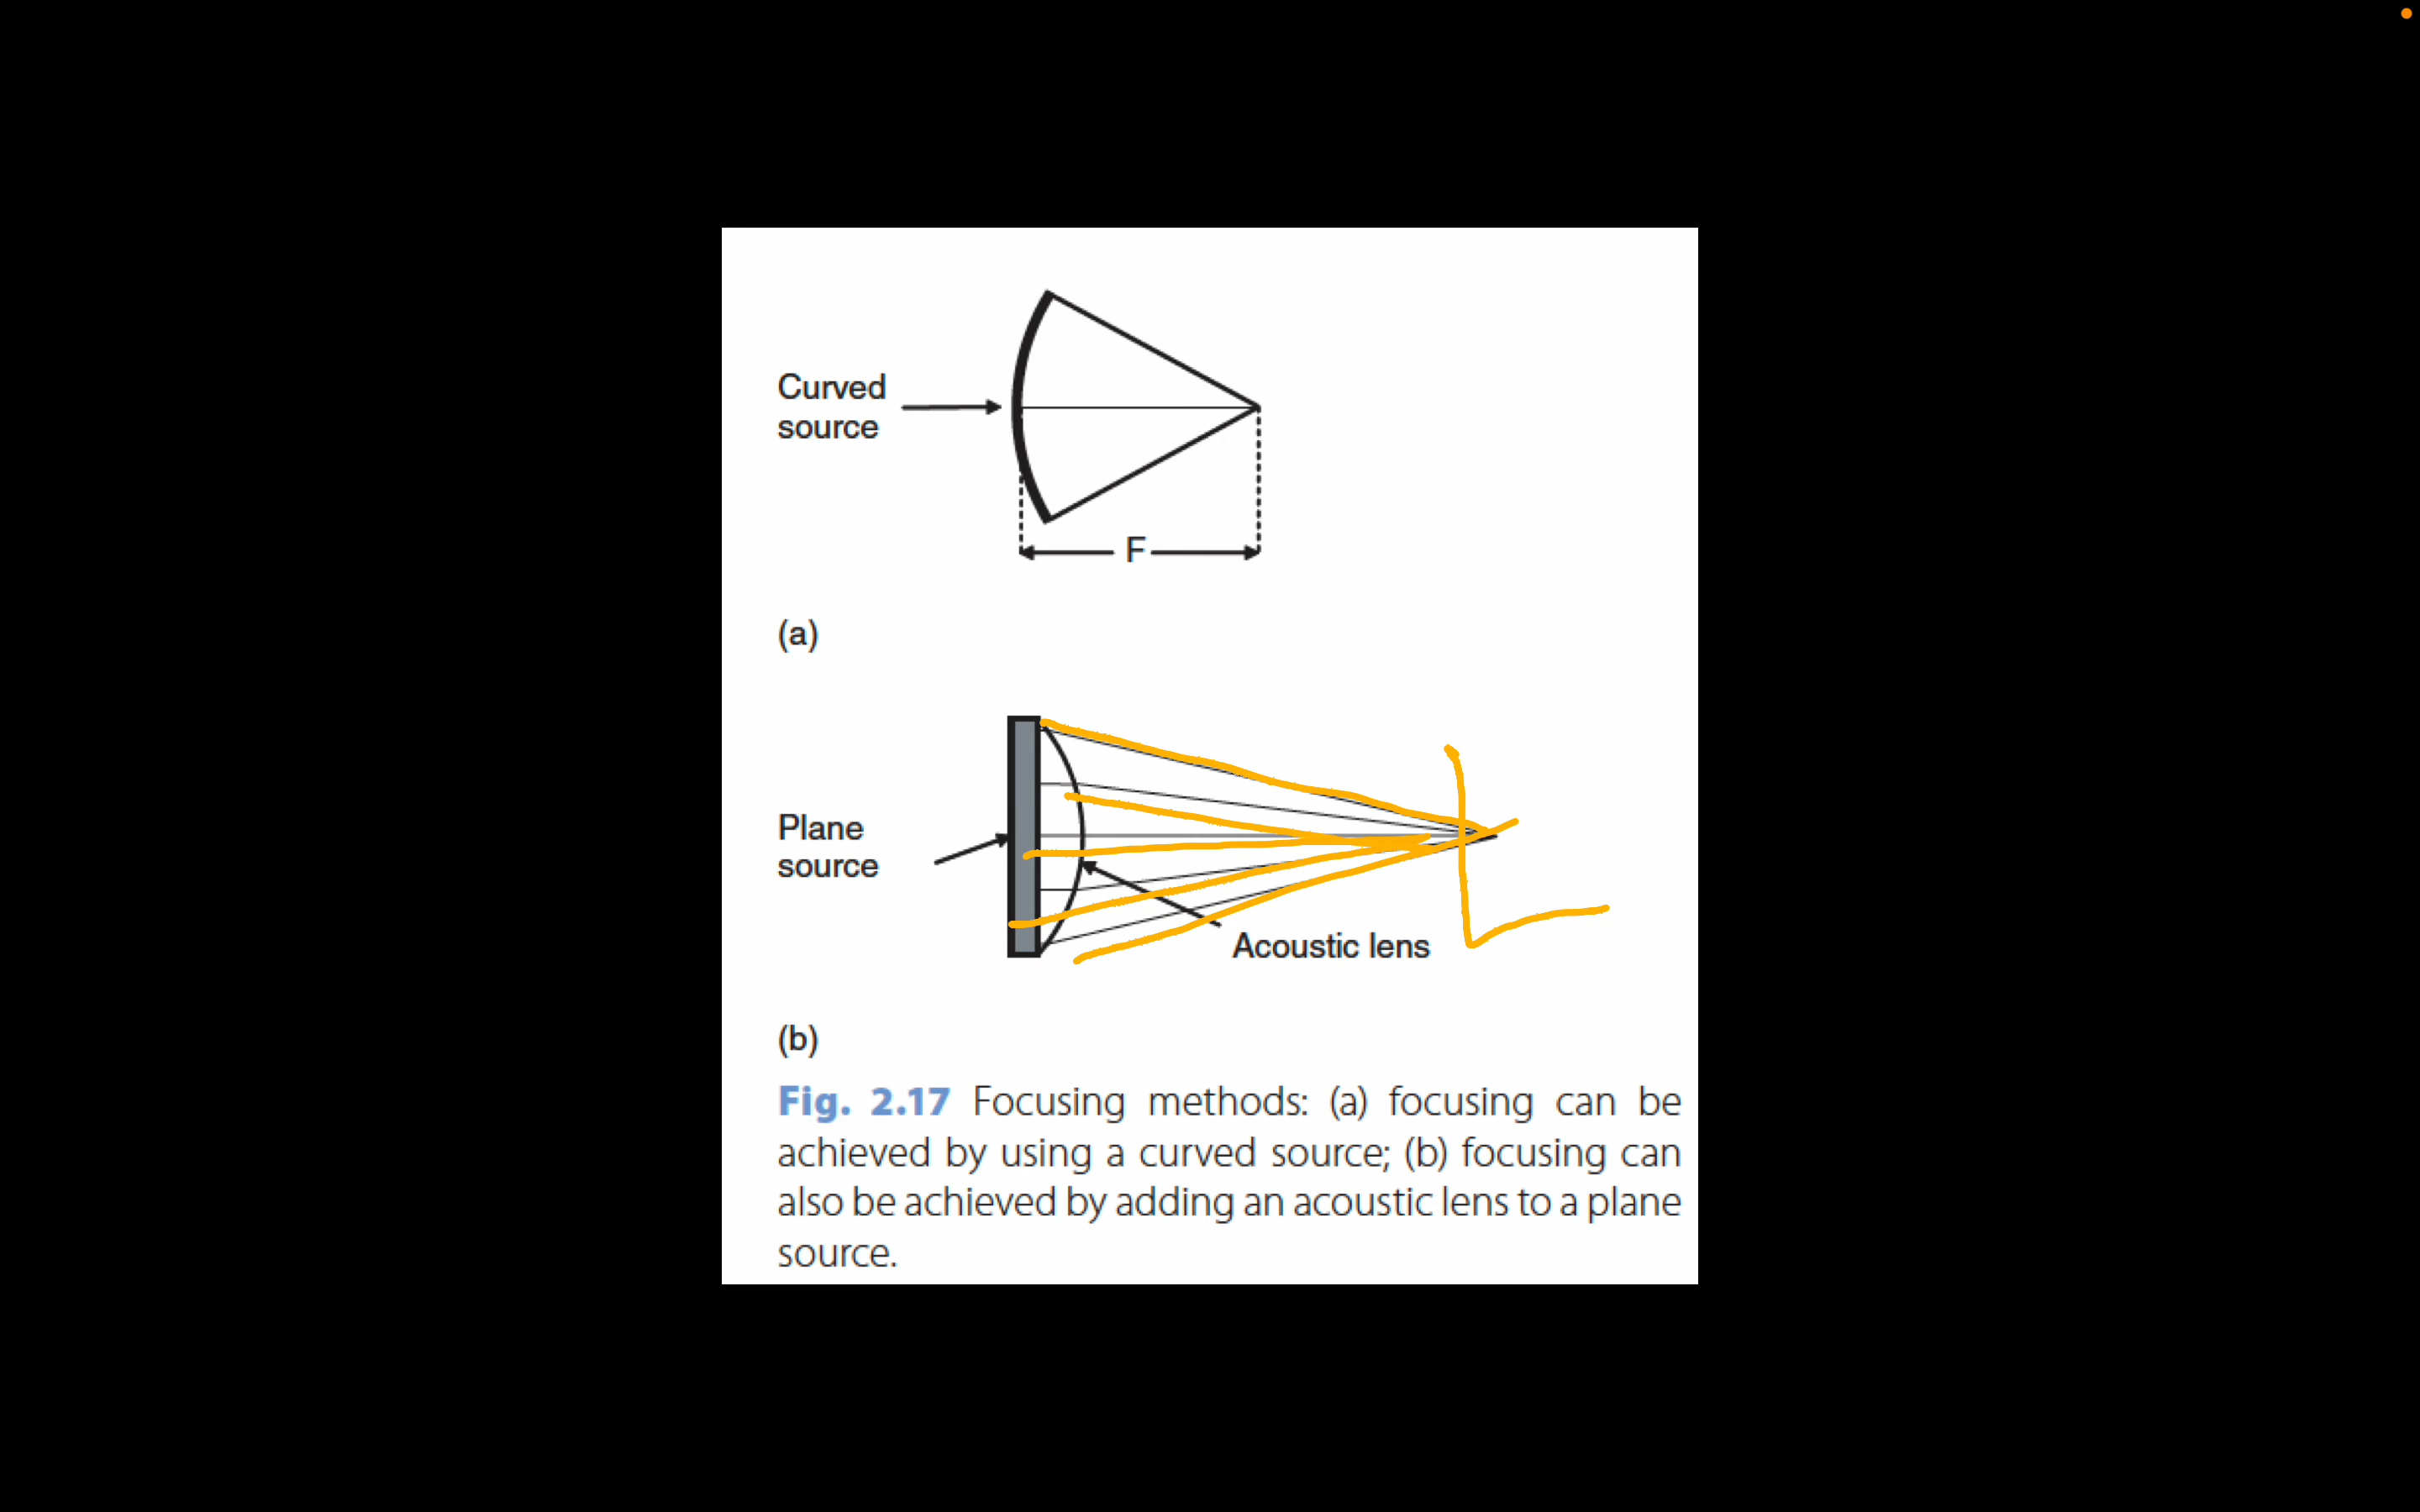 Curved
source
F
(a)
Plane
source
Acoustic lens
(b)
Fig. 2.17 Focusing methods: (a) focusing can be
achieved by using a curved source; (b) focusing can
also be achieved by adding an acoustic lens to a plane
source.